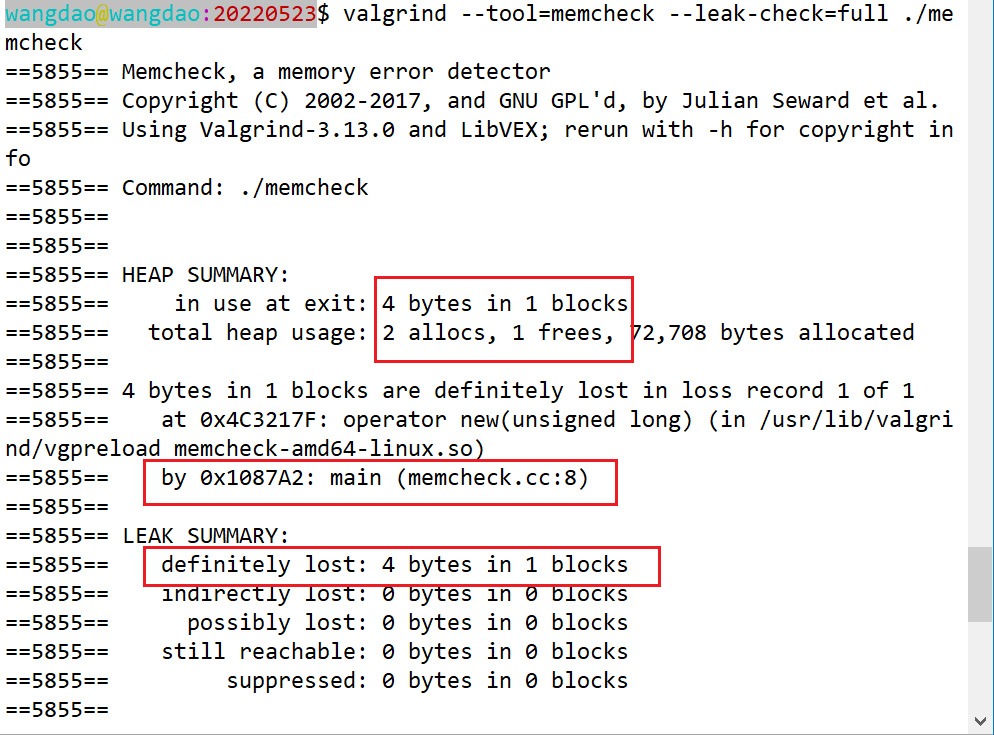 wangdao@wangdao:20220523$ valgrind --tool=memcheck --leak-check=full ./me
mcheck
==5855== Memcheck, a memory error detector
==5855== Copyright (C) 2002-2017, and GNU GPL'd, by Julian Seward et al.
==5855== Using Valgrind-3.13.0 and LibVEX; rerun with -h for copyright in
fo
==5855== Command: ./memcheck
==5855==
==5855==
==5855== HEAP SUMMARY:
==5855==     in use at exit: 4 bytes in 1 blocks
==5855==   total heap usage: 2 allocs, 1 frees, 72,708 bytes allocated
==5855==
==5855== 4 bytes in 1 blocks are definitely lost in loss record 1 of 1
==5855==    at 0x4C3217F: operator new(unsigned long) (in /usr/lib/valgri
nd/vgpreload_memcheck-amd64-linux.so)
==5855==    by 0x1087A2: main (memcheck.cc:8)
==5855==
==5855== LEAK SUMMARY:
==5855==    definitely lost: 4 bytes in 1 blocks
==5855==    indirectly lost: 0 bytes in 0 blocks
==5855==      possibly lost: 0 bytes in 0 blocks
==5855==    still reachable: 0 bytes in 0 blocks
==5855==         suppressed: 0 bytes in 0 blocks
==5855==